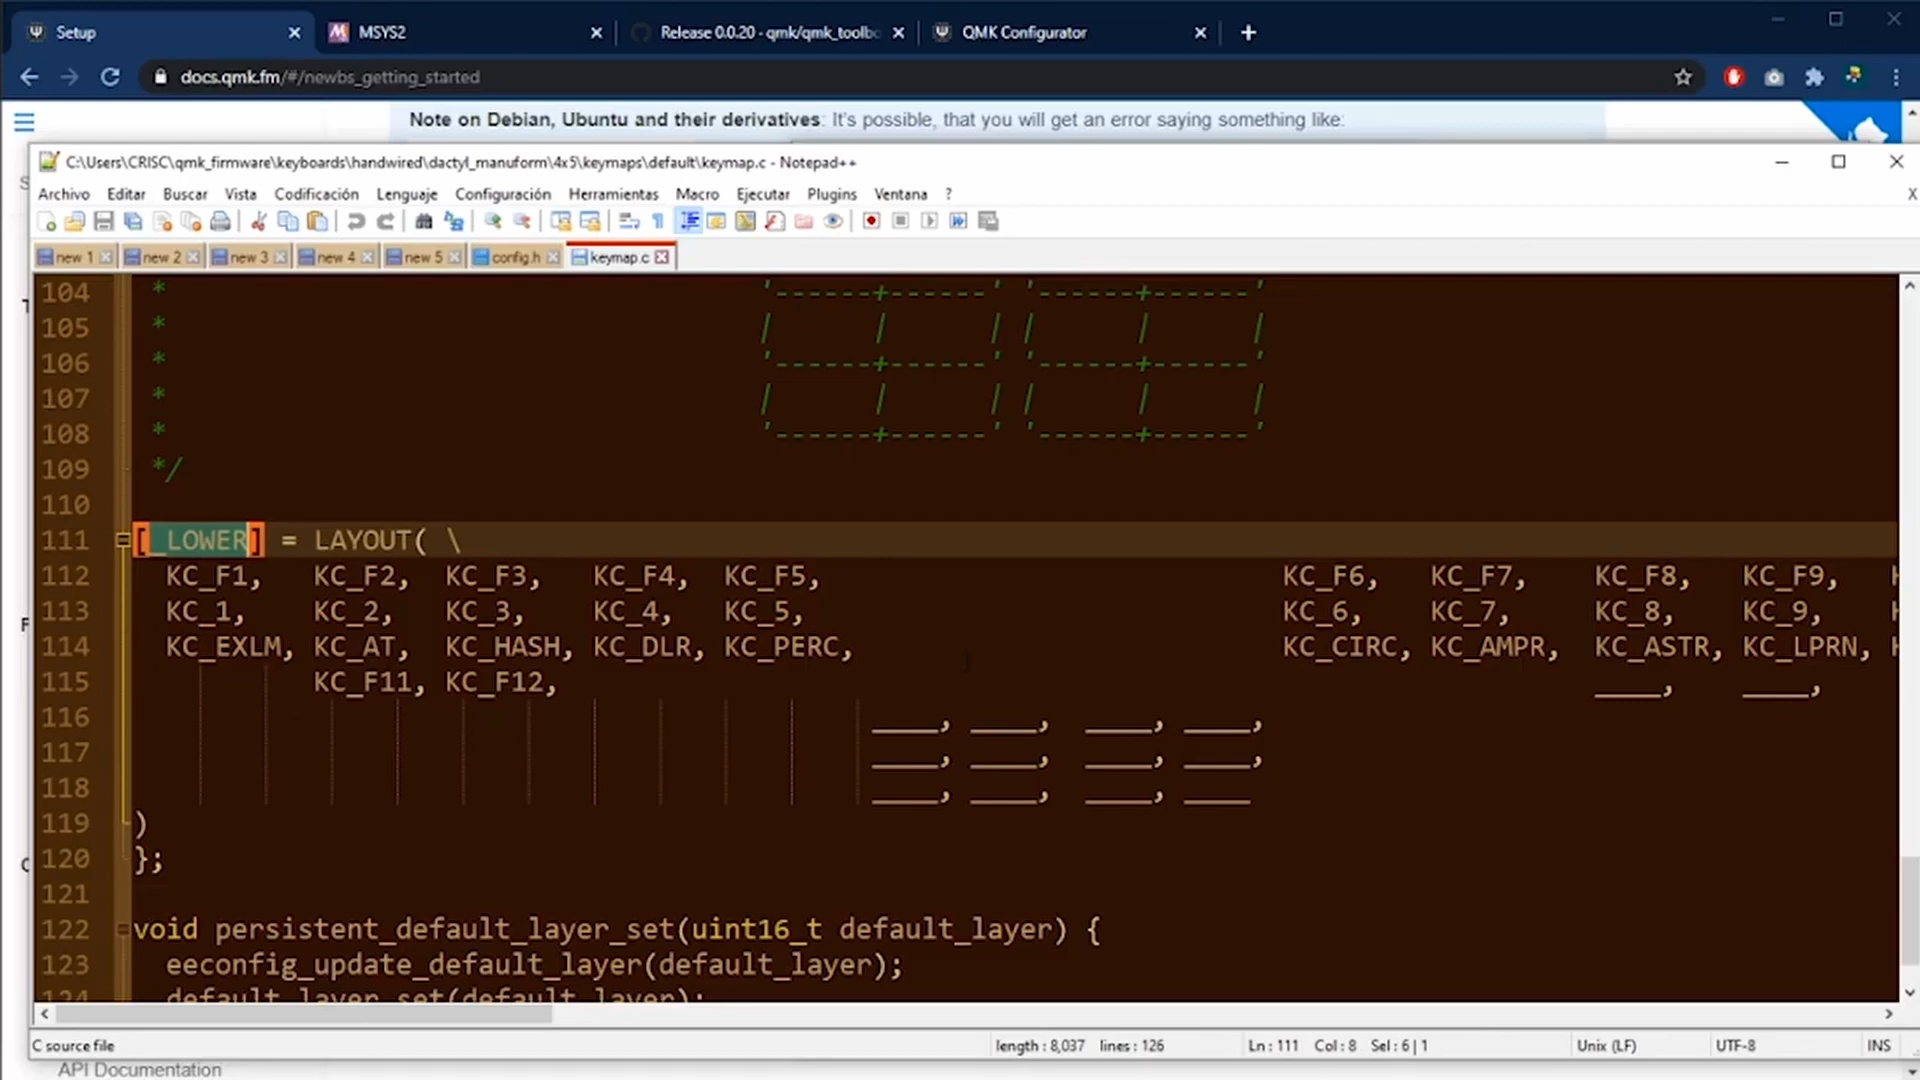 Setup MSYS2 Release 0.0.20 · qmk/qmk_toolbo QMK Configurator
docs.qmk.fm/#/newbs_getting_started
Note on Debian, Ubuntu and their derivatives: It's possible, that you will get an error saying something like:
C:\Users\CRISC\qmk_firmware\keyboards\handwired\dactyl_manuform\4x5\keymaps\default\keymap.c - Notepad++
Archivo Editar Buscar Vista Codificación Lenguaje Configuración Herramientas Macro Ejecutar Plugins Ventana ? X
new 1 new 2 new 3 new 4 new 5 config.h keymap.c
104 * '------+------' '------+------'
105 * |      |      | |      |      |
106 * '------+------' '------+------'
107 * |      |      | |      |      |
108 * '------+------' '------+------'
109 */
110
111 [_LOWER] = LAYOUT( \
112 KC_F1, KC_F2, KC_F3, KC_F4, KC_F5, KC_F6, KC_F7, KC_F8, KC_F9,
113 KC_1, KC_2, KC_3, KC_4, KC_5, KC_6, KC_7, KC_8, KC_9,
114 KC_EXLM, KC_AT, KC_HASH, KC_DLR, KC_PERC, KC_CIRC, KC_AMPR, KC_ASTR, KC_LPRN,
115 KC_F11, KC_F12, ____, ____,
116 ____, ____, ____, ____,
117 ____, ____, ____, ____,
118 ____, ____, ____, ____
119 )
120 };
121
122 void persistent_default_layer_set(uint16_t default_layer) {
123 eeconfig_update_default_layer(default_layer);
124 default_layer_set(default_layer);
C source file length : 8,037 lines : 126 Ln : 111 Col : 8 Sel : 6 | 1 Unix (LF) UTF-8 INS
API Documentation